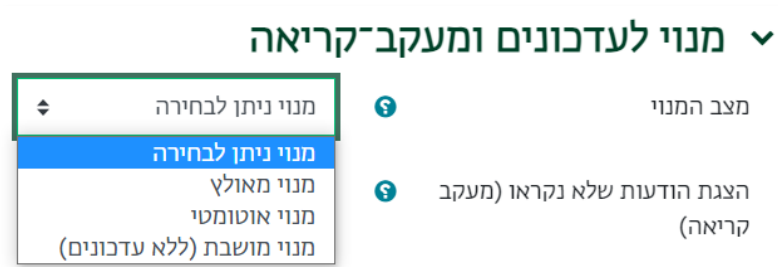 מנוי לעדכונים ומעקב־קריאה
מצב המנוי
מנוי ניתן לבחירה
מנוי ניתן לבחירה
מנוי מאולץ
מנוי אוטומטי
מנוי מושבת (ללא עדכונים)
הצגת הודעות שלא נקראו (מעקב
קריאה)